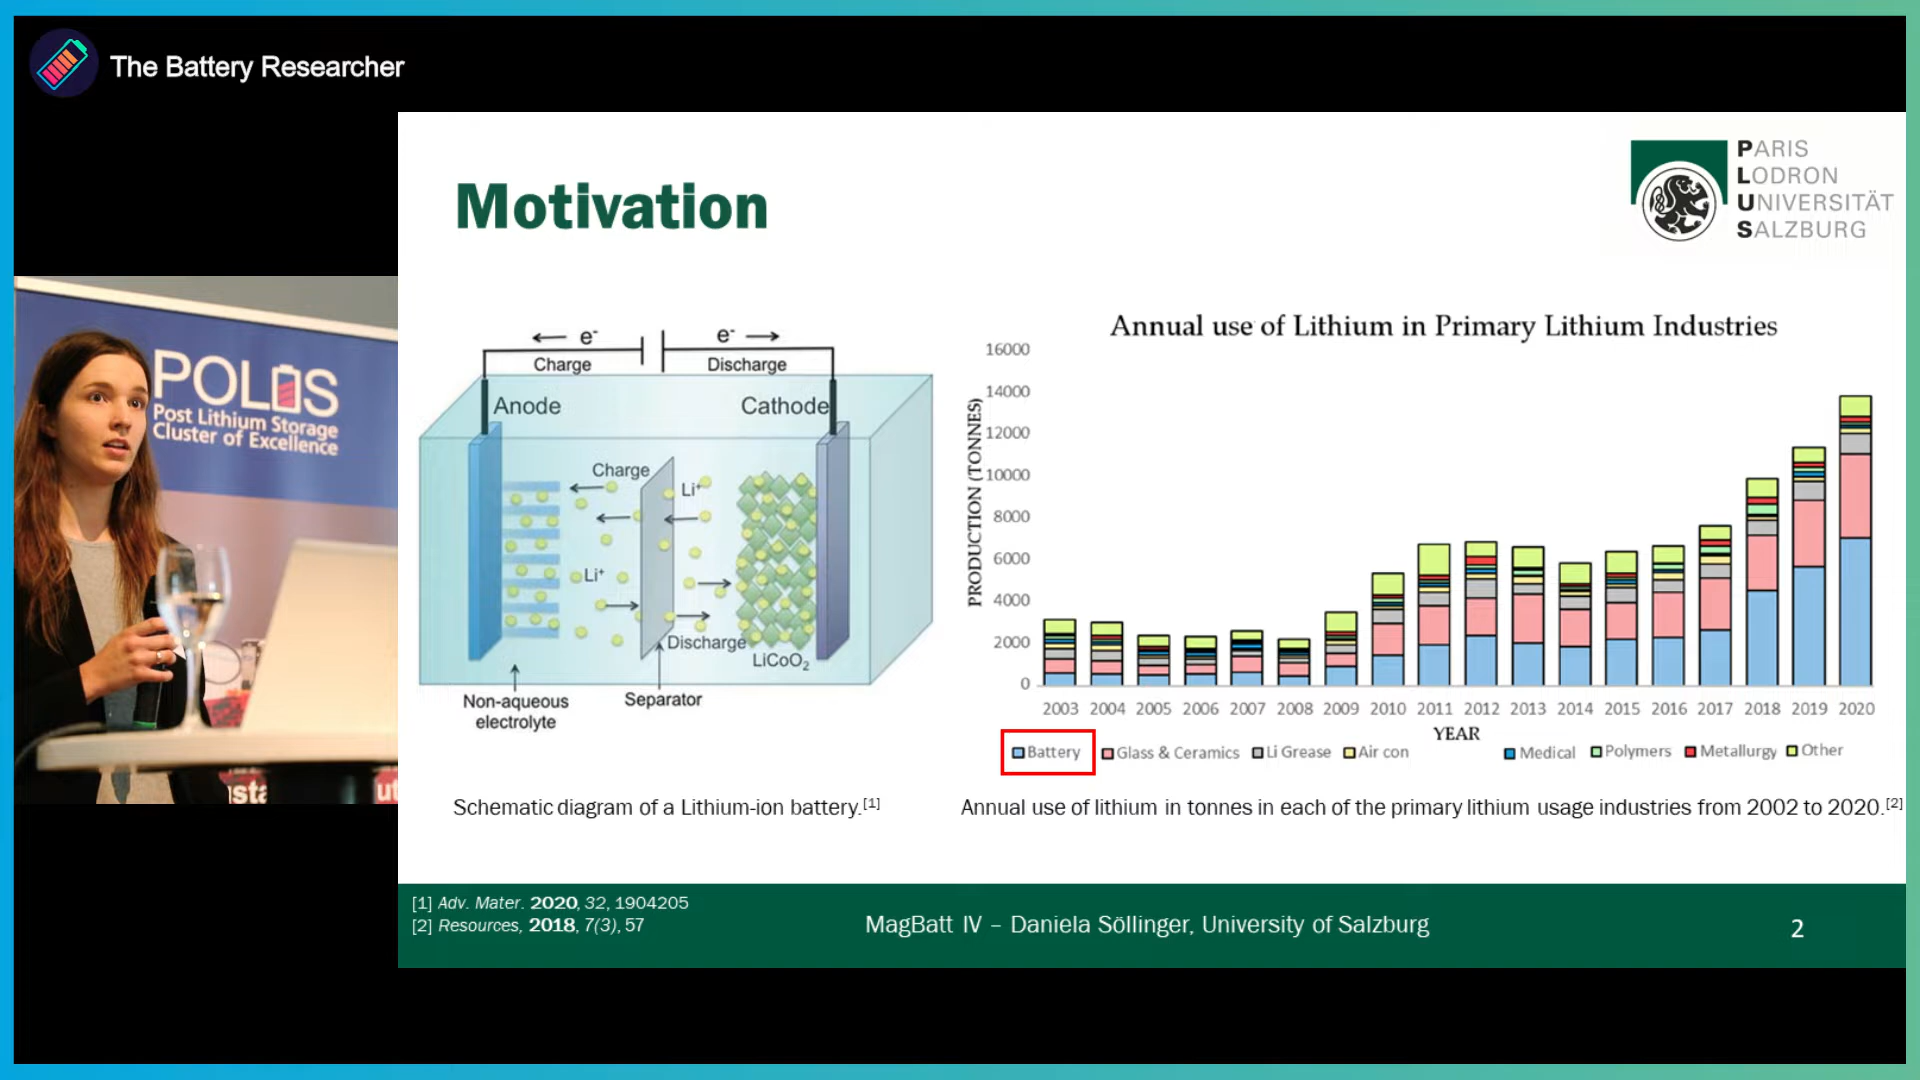 The Battery Researcher
POLiS
Post Lithium Storage
Cluster of Excellence
usta
ut
Motivation
PARIS
LODRON
UNIVERSITÄT
SALZBURG
e-
Charge
e-
Discharge
Anode
Cathode
Charge
Li+
Li+
Discharge
LiCoO2
Non-aqueous
electrolyte
Separator
Schematic diagram of a Lithium-ion battery.[1]
Annual use of Lithium in Primary Lithium Industries
PRODUCTION (TONNES)
16000
14000
12000
10000
8000
6000
4000
2000
0
2003 2004 2005 2006 2007 2008 2009 2010 2011 2012 2013 2014 2015 2016 2017 2018 2019 2020
YEAR
Battery Glass & Ceramics Li Grease Air con Medical Polymers Metallurgy Other
Annual use of lithium in tonnes in each of the primary lithium usage industries from 2002 to 2020.[2]
[1] Adv. Mater. 2020, 32, 1904205
[2] Resources, 2018, 7(3), 57
MagBatt IV – Daniela Söllinger, University of Salzburg
2